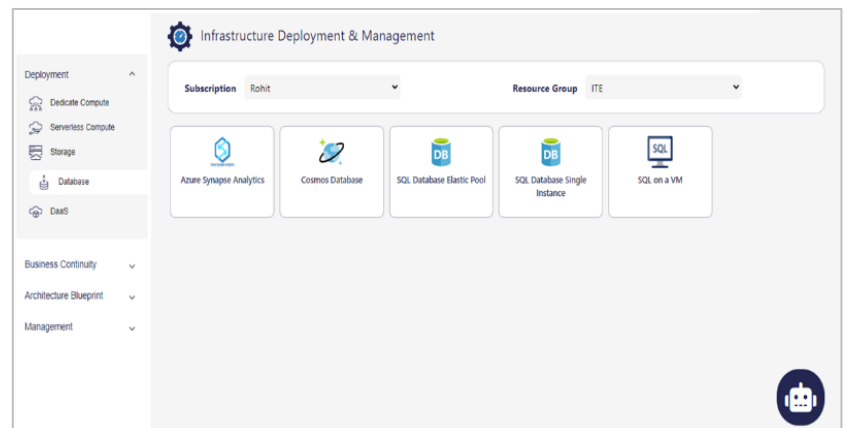 Infrastructure Deployment & Management
Deployment
Dedicate Compute
Serverless Compute
Storage
Database
DaaS
Business Continuity
Architecture Blueprint
Management
Subscription Rohit
Resource Group ITE
Azure Synapse Analytics
Cosmos Database
DB
SQL Database Elastic Pool
DB
SQL Database Single
Instance
SQL
SQL on a VM